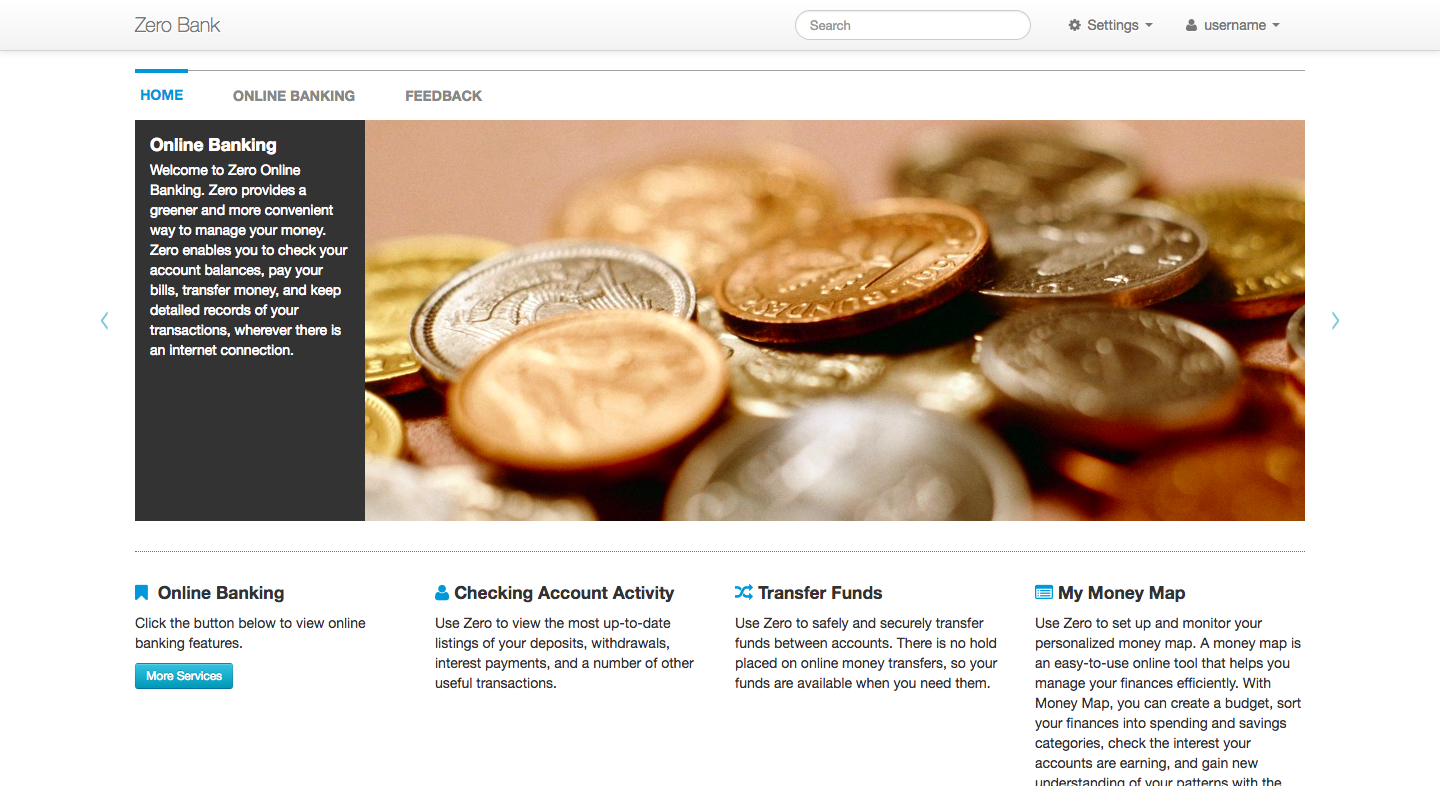 Zero Bank
Search
Settings
username
HOME
ONLINE BANKING
FEEDBACK
Online Banking
Welcome to Zero Online
Banking. Zero provides a
greener and more convenient
way to manage your money.
Zero enables you to check your
account balances, pay your
bills, transfer money, and keep
detailed records of your
transactions, wherever there is
an internet connection.
Online Banking
Click the button below to view online
banking features.
More Services
Checking Account Activity
Use Zero to view the most up-to-date
listings of your deposits, withdrawals,
interest payments, and a number of other
useful transactions.
Transfer Funds
Use Zero to safely and securely transfer
funds between accounts. There is no hold
placed on online money transfers, so your
funds are available when you need them.
My Money Map
Use Zero to set up and monitor your
personalized money map. A money map is
an easy-to-use online tool that helps you
manage your finances efficiently. With
Money Map, you can create a budget, sort
your finances into spending and savings
categories, check the interest your
accounts are earning, and gain new
understanding of your patterns with the